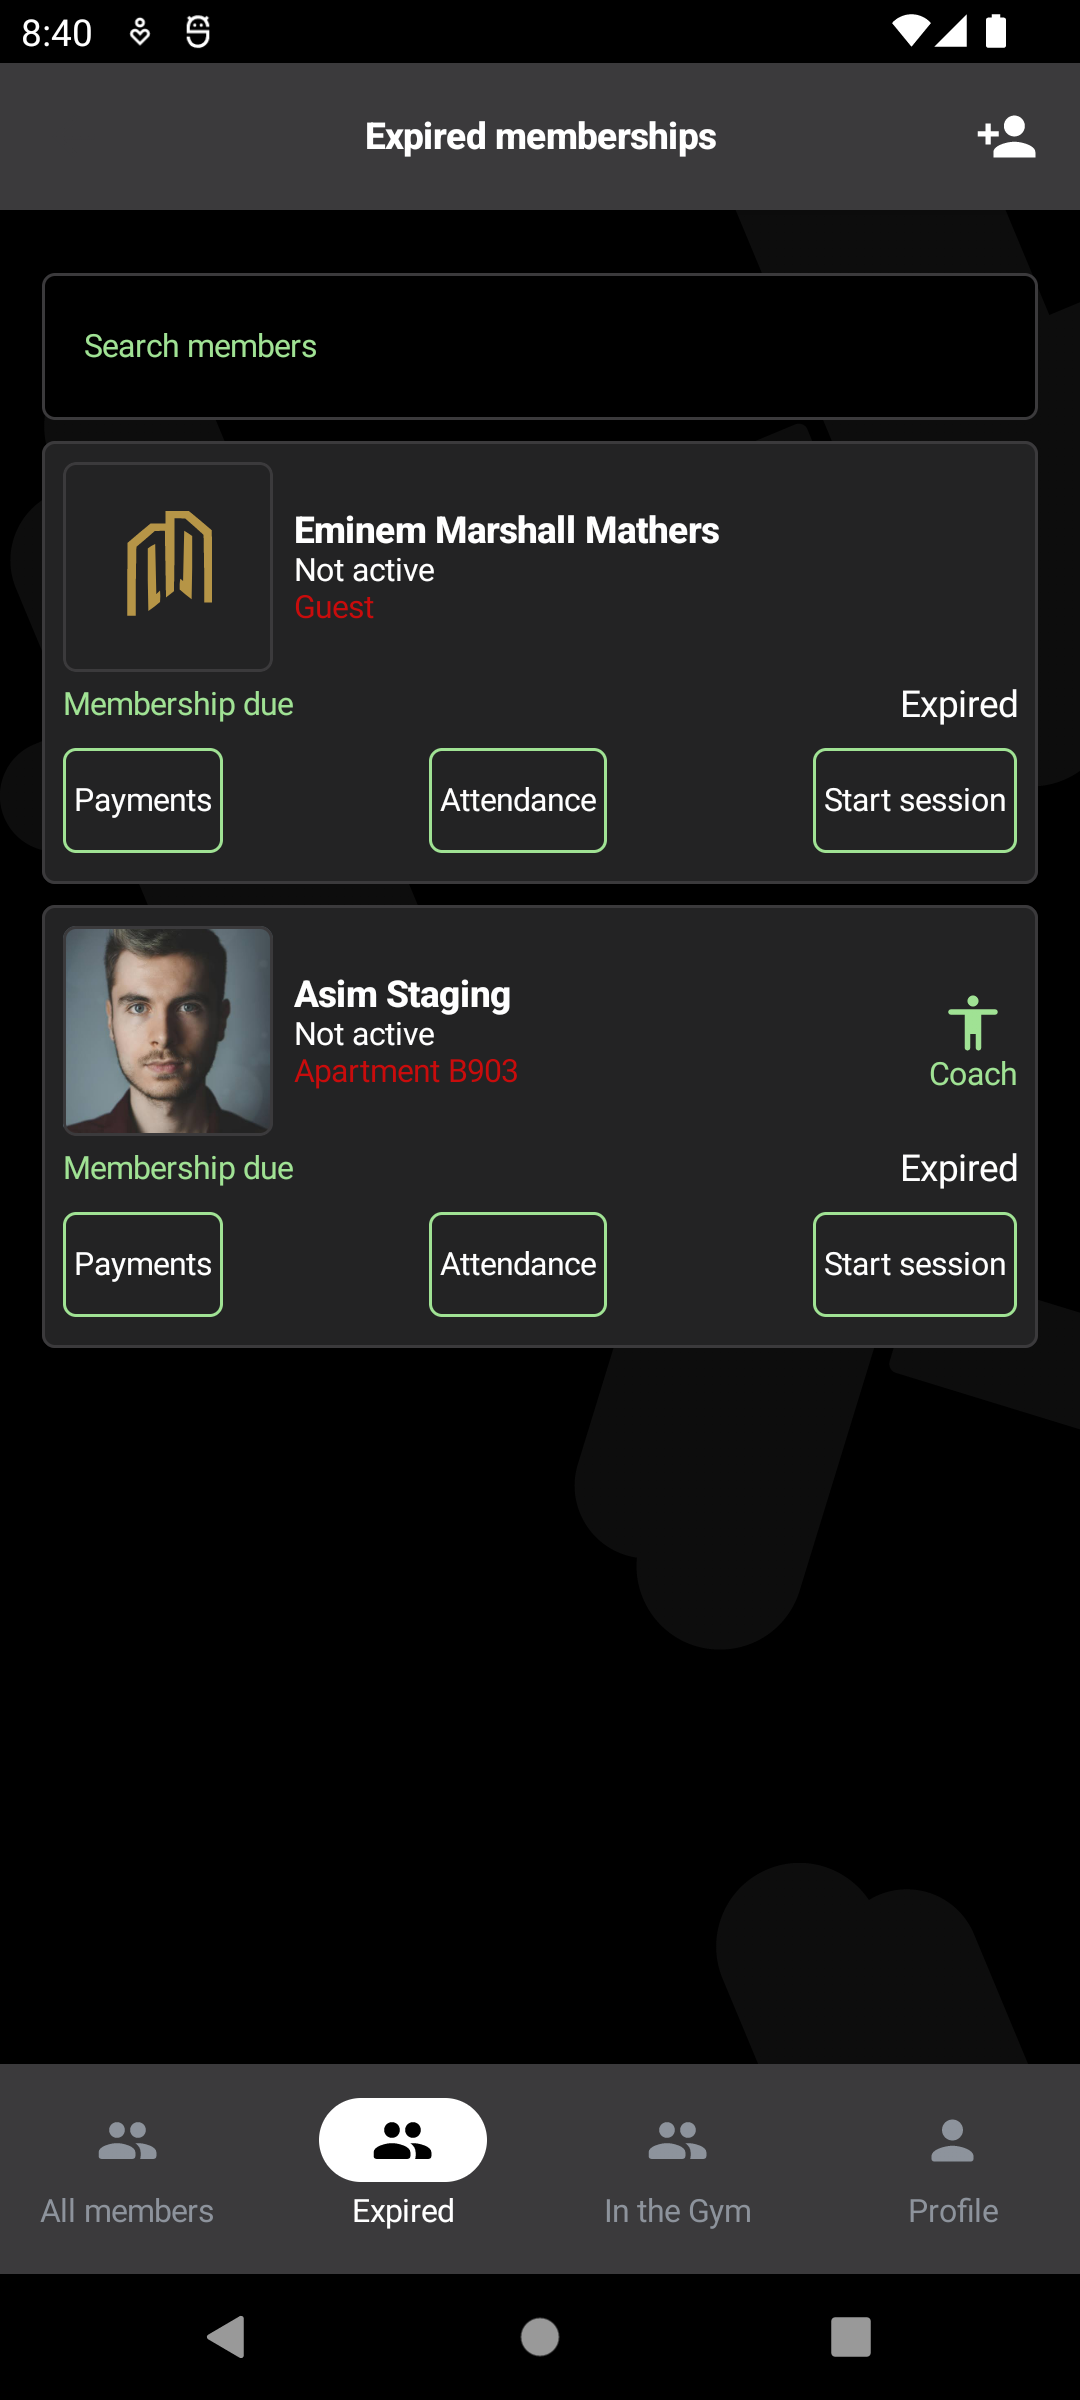 8:40
Expired memberships
Search members
Eminem Marshall Mathers
Not active
Guest
Membership due
Expired
Payments
Attendance
Start session
Asim Staging
Not active
Apartment B903
Coach
Membership due
Expired
Payments
Attendance
Start session
All members
Expired
In the Gym
Profile